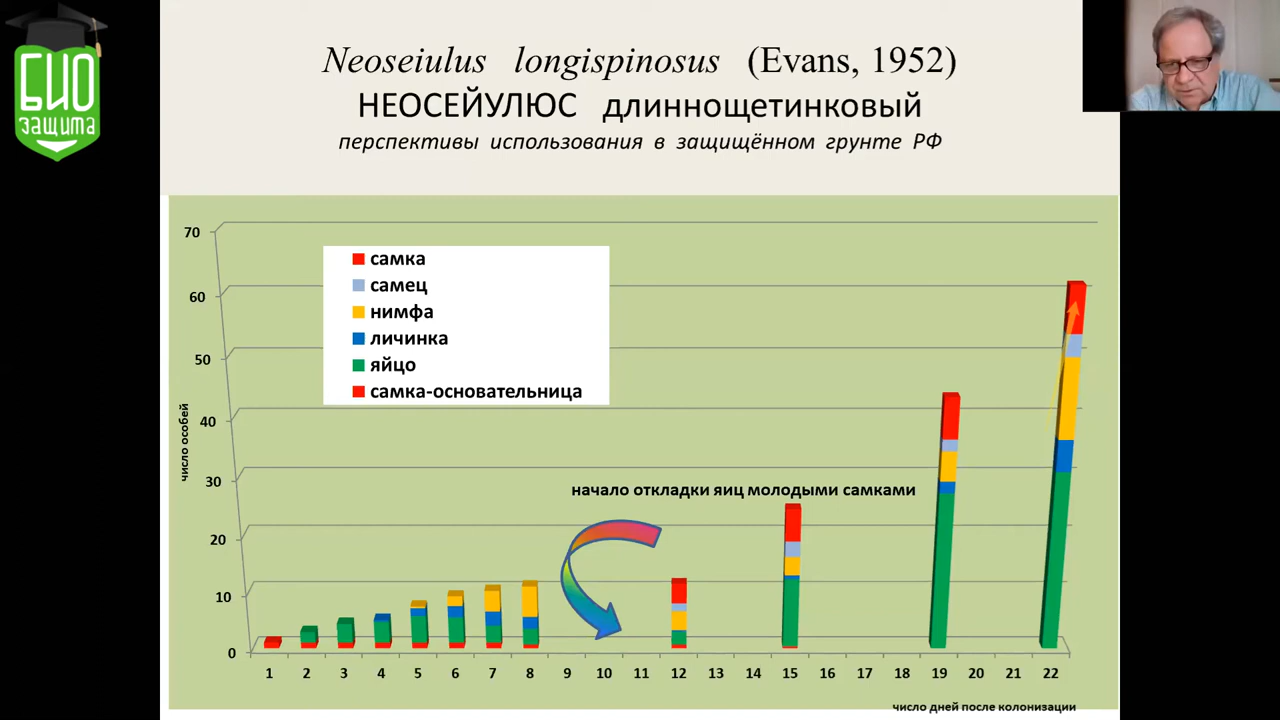 БИО
защита
Neoseiulus longispinosus (Evans, 1952)
НЕОСЕЙУЛЮС длиннощетинковый
перспективы использования в защищённом грунте РФ
70
60
50
40
30
20
10
0
число особей
самка
самец
нимфа
личинка
яйцо
самка-основательница
начало откладки яиц молодыми самками
1 2 3 4 5 6 7 8 9 10 11 12 13 14 15 16 17 18 19 20 21 22
число дней после колонизации